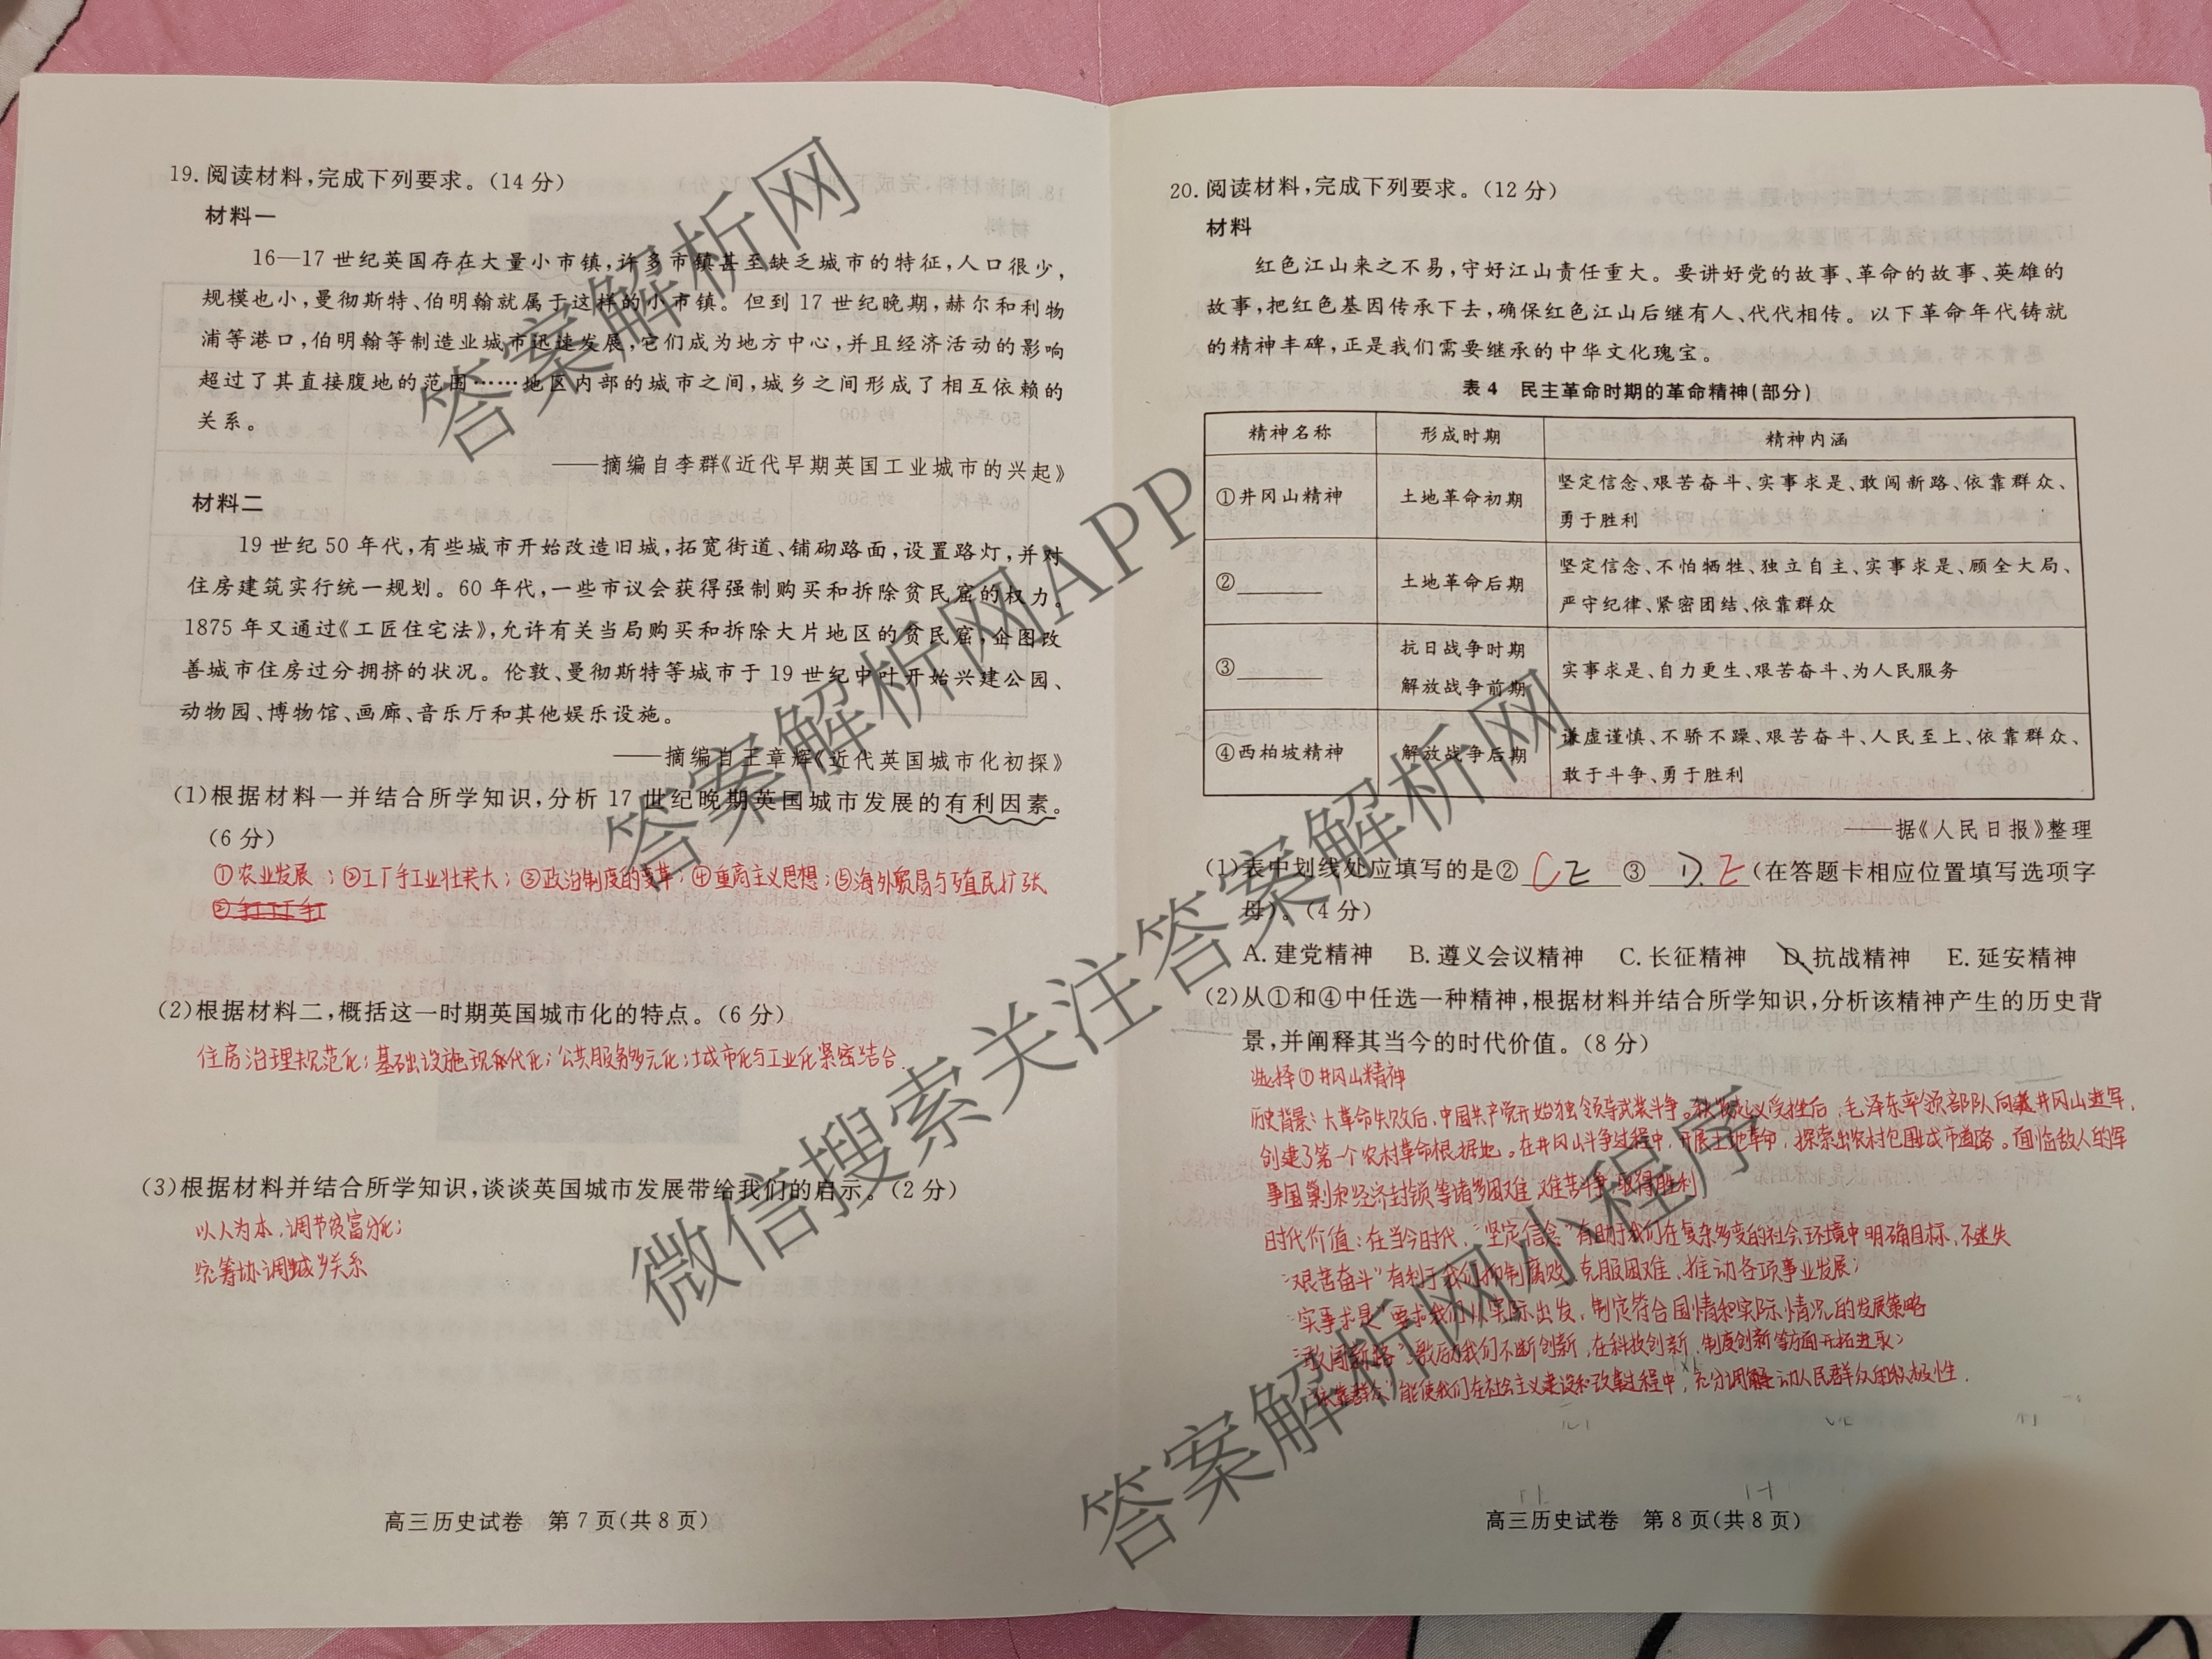 19.阅读材料,完成下列要求。(14分)
材料一
16—17世纪英国存在大量小市镇,许多市镇甚至缺乏城市的特征,人口很少,
规模也小,曼彻斯特、伯明翰就属于这样的小市镇。但到17世纪晚期,赫尔和利物
浦等港口,伯明翰等制造业城市迅速发展,它们成为地方中心,并且经济活动的影响
超过了其直接腹地的范围……地区内部的城市之间,城乡之间形成了相互依赖的
关系。
——摘编自李群《近代早期英国工业城市的兴起》
材料二
19世纪50年代,有些城市开始改造旧城,拓宽街道、铺砌路面,设置路灯,并对
住房建筑实行统一规划。60年代,一些市议会获得强制购买和拆除贫民窟的权力。
1875年又通过《工匠住宅法》,允许有关当局购买和拆除大片地区的贫民窟,企图改
善城市住房过分拥挤的状况。伦敦、曼彻斯特等城市于19世纪中叶开始兴建公园、
动物园、博物馆、画廊、音乐厅和其他娱乐设施。
——摘编自王章辉《近代英国城市化初探》
(1)根据材料一并结合所学知识,分析17世纪晚期英国城市发展的有利因素。
(6分)
①农业发展;②工厂手工业壮大;③政治制度的变革;④重商主义思想;⑤海外贸易与殖民扩张
(2)根据材料二,概括这一时期英国城市化的特点。(6分)
住房治理规范化;基础设施现代化;公共服务多元化;城市化与工业化紧密结合.
(3)根据材料并结合所学知识,谈谈英国城市发展带给我们的启示。(2分)
以人为本,调节贫富分化;
统筹协调城乡关系
高三历史试卷 第7页(共8页)
20.阅读材料,完成下列要求。(12分)
材料
红色江山来之不易,守好江山责任重大。要讲好党的故事、革命的故事、英雄的
故事,把红色基因传承下去,确保红色江山后继有人、代代相传。以下革命年代铸就
的精神丰碑,正是我们需要继承的中华文化瑰宝。
表4 民主革命时期的革命精神(部分)
精神名称 形成时期 精神内涵
①井冈山精神 土地革命初期 坚定信念、艰苦奋斗、实事求是、敢闯新路、依靠群众、
勇于胜利
②________ 土地革命后期 坚定信念、不怕牺牲、独立自主、实事求是、顾全大局、
严守纪律、紧密团结、依靠群众
③________ 抗日战争时期
解放战争前期 实事求是、自力更生、艰苦奋斗、为人民服务
④西柏坡精神 解放战争后期 谦虚谨慎、不骄不躁、艰苦奋斗、人民至上、依靠群众、
敢于斗争、勇于胜利
——据《人民日报》整理
(1)表中划线处应填写的是② C E ③ D. E (在答题卡相应位置填写选项字
母)。(4分)
A.建党精神 B.遵义会议精神 C.长征精神 D.抗战精神 E.延安精神
(2)从①和④中任选一种精神,根据材料并结合所学知识,分析该精神产生的历史背
景,并阐释其当今的时代价值。(8分)
选择①井冈山精神
历史背景:大革命失败后,中国共产党开始独领导武装斗争。秋收起义受挫后,毛泽东率领部队向井冈山进军,
创建了第一个农村革命根据地。在井冈山斗争过程中,开展土地革命,探索出农村包围城市道路。面临敌人的军
事围剿和经济封锁等诸多困难,艰苦斗争,取得胜利
时代价值:在当今时代,"坚定信念"有助于我们在复杂多变的社会环境中明确目标,不迷失
"艰苦奋斗"有利于我们抑制腐败,克服困难,推动各项事业发展;
"实事求是"要求我们从实际出发,制定符合国情和实际情况的发展策略
"敢闯新路"激励我们不断创新,在科技创新、制度创新等方面开拓进取;
"依靠群众"能使我们在社会主义建设和改革过程中,充分调动人民群众的积极性.
高三历史试卷 第8页(共8页)
答案解析网
答案解析网APP
微信搜索关注答案解析网
答案解析网小程序